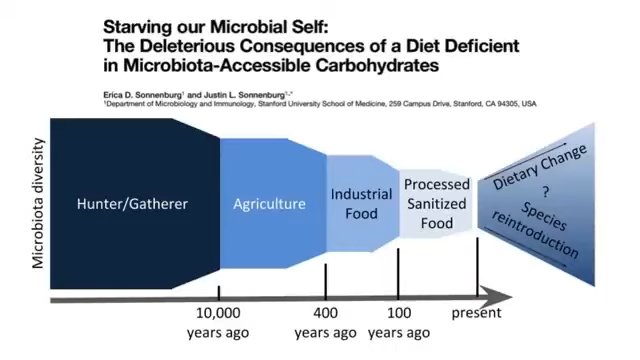 Starving our Microbial Self:
The Deleterious Consequences of a Diet Deficient
in Microbiota-Accessible Carbohydrates
Erica D. Sonnenburg¹ and Justin L. Sonnenburg¹,*
¹Department of Microbiology and Immunology, Stanford University School of Medicine, 259 Campus Drive, Stanford, CA 94305, USA
Microbiota diversity
Hunter/Gatherer
Agriculture
Industrial
Food
Processed
Sanitized
Food
Dietary Change
?
Species
reintroduction
10,000
years ago
400
years ago
100
years ago
present